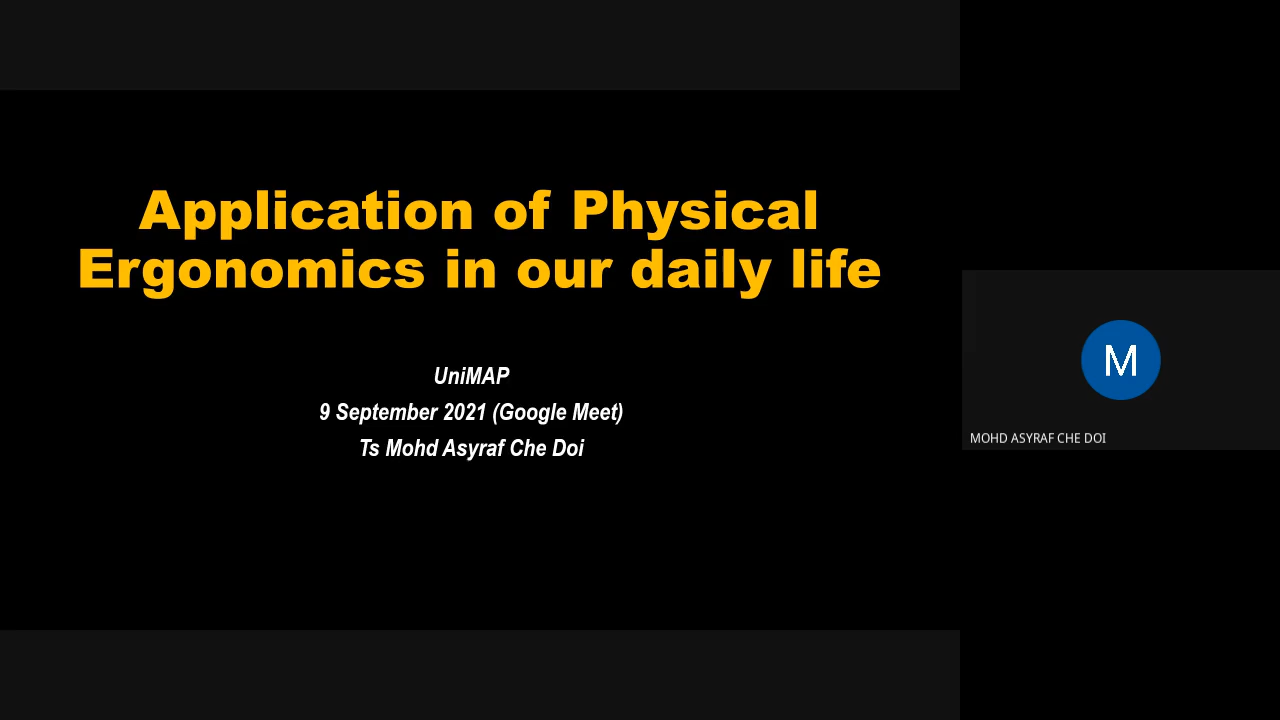 Application of Physical
Ergonomics in our daily life
UniMAP
9 September 2021 (Google Meet)
Ts Mohd Asyraf Che Doi
M
MOHD ASYRAF CHE DOI